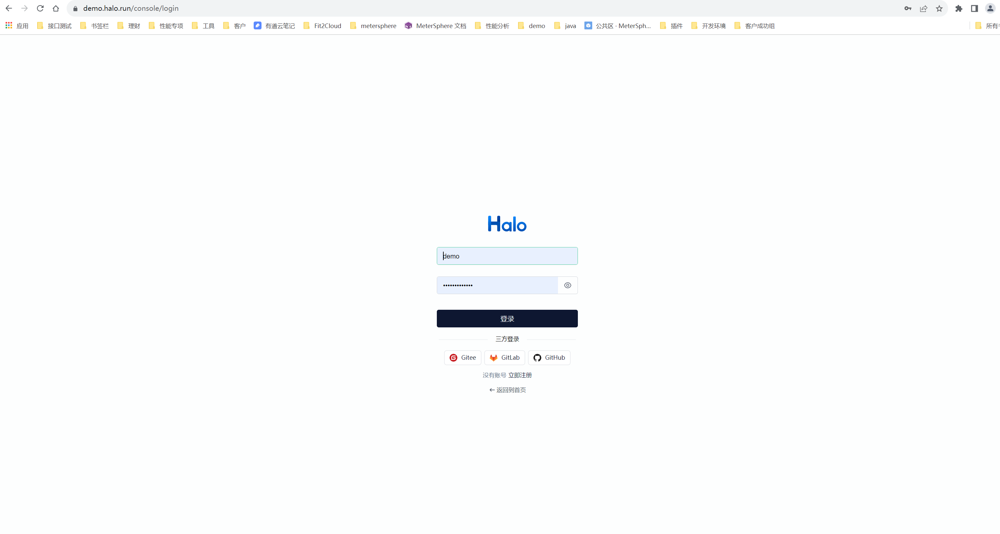 demo.halo.run/console/login
应用 接口测试 书签栏 理财 性能专项 工具 客户 有道云笔记 Fit2Cloud metersphere MeterSphere 文档 性能分析 demo java 公共区 · MeterSph... 插件 开发环境 客户成功组 所有
Halo
demo
•••••••••••••
登录
三方登录
Gitee GitLab GitHub
没有账号 立即注册
← 返回到首页